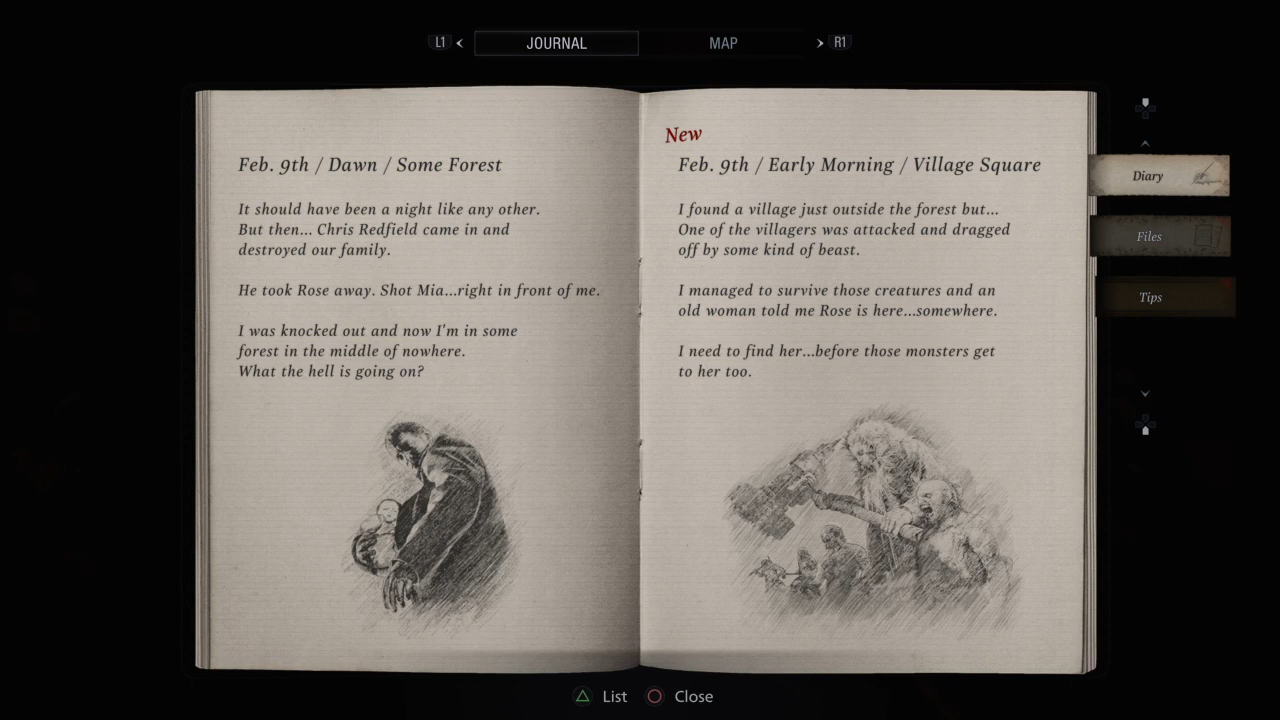 L1
JOURNAL
MAP
R1
New
Feb. 9th / Dawn / Some Forest
It should have been a night like any other.
But then... Chris Redfield came in and
destroyed our family.
He took Rose away. Shot Mia...right in front of me.
I was knocked out and now I'm in some
forest in the middle of nowhere.
What the hell is going on?
Feb. 9th / Early Morning / Village Square
I found a village just outside the forest but...
One of the villagers was attacked and dragged
off by some kind of beast.
I managed to survive those creatures and an
old woman told me Rose is here...somewhere.
I need to find her...before those monsters get
to her too.
Diary
Files
Tips
List
Close